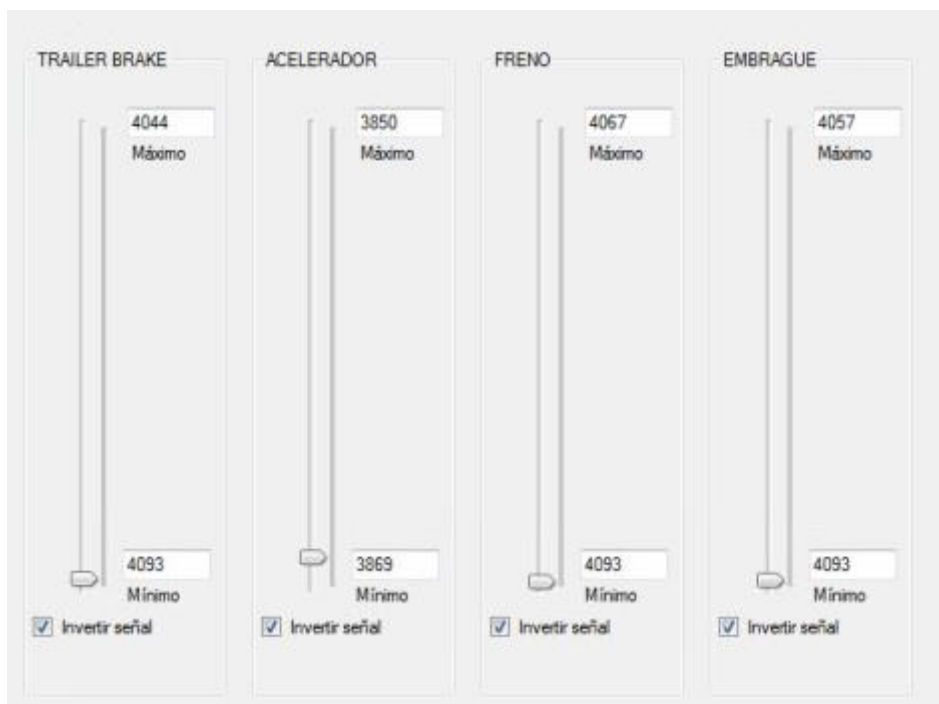 TRAILER BRAKE
4044
Máximo
4093
Mínimo
Invertir señal
ACELERADOR
3850
Máximo
3869
Mínimo
Invertir señal
FRENO
4067
Máximo
4093
Mínimo
Invertir señal
EMBRAGUE
4057
Máximo
4093
Mínimo
Invertir señal